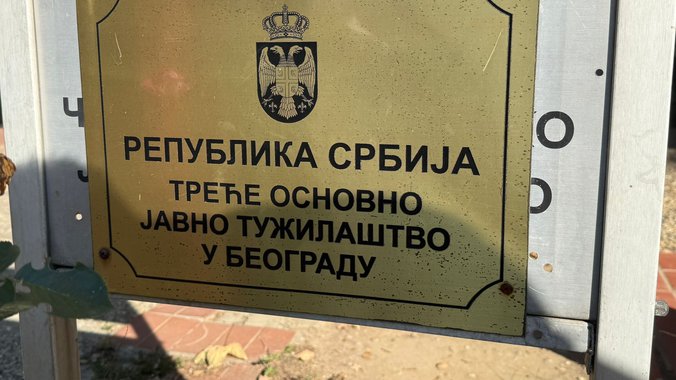 РЕПУБЛИКА СРБИЈА
ТРЕЋЕ ОСНОВНО
ЈАВНО ТУЖИЛАШТВО
У БЕОГРАДУ